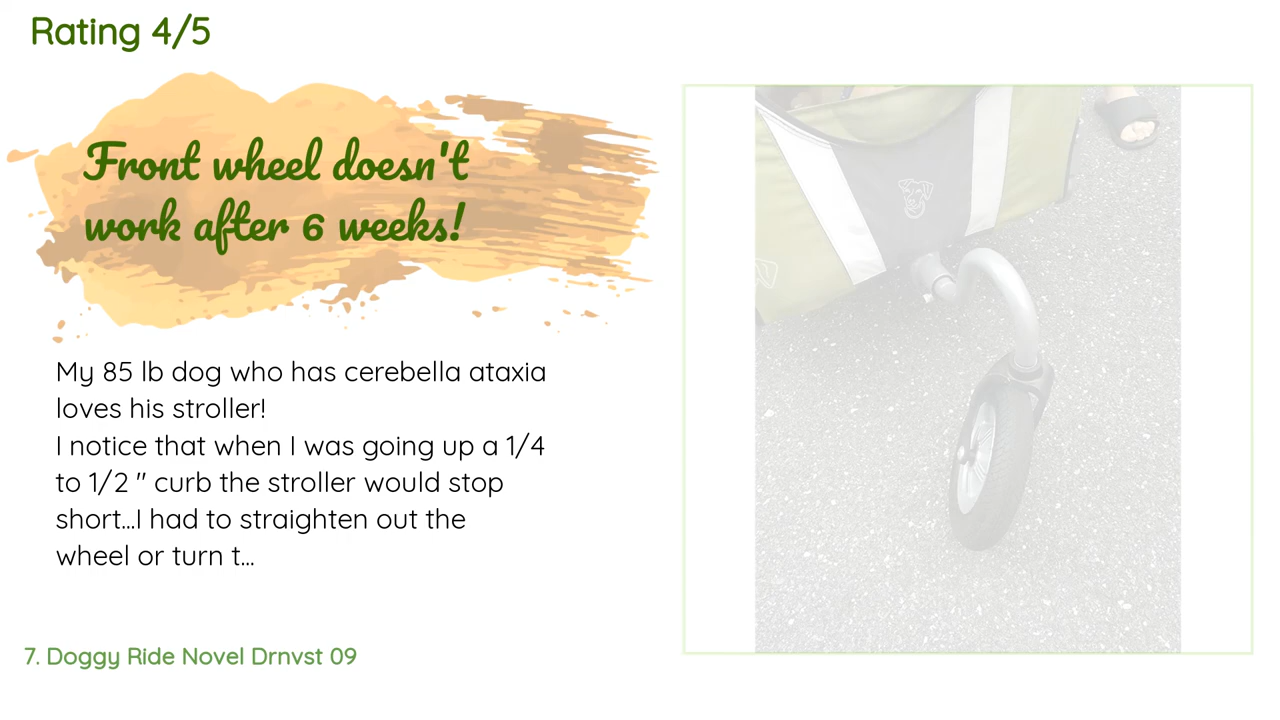 Rating 4/5
Front wheel doesn't
work after 6 weeks!
My 85 lb dog who has cerebella ataxia
loves his stroller!
I notice that when I was going up a 1/4
to 1/2 " curb the stroller would stop
short...I had to straighten out the
wheel or turn t...
7. Doggy Ride Novel Drnvst 09